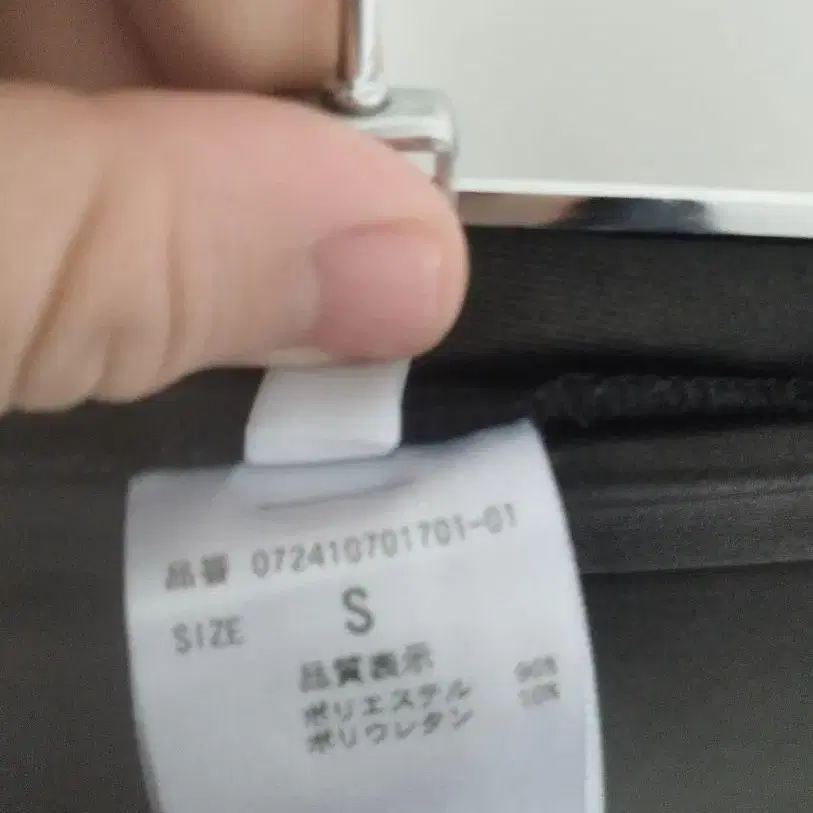 品番 072410701701-01
SIZE S
品質表示
ポリエステル 90%
ポリウレタン 10%